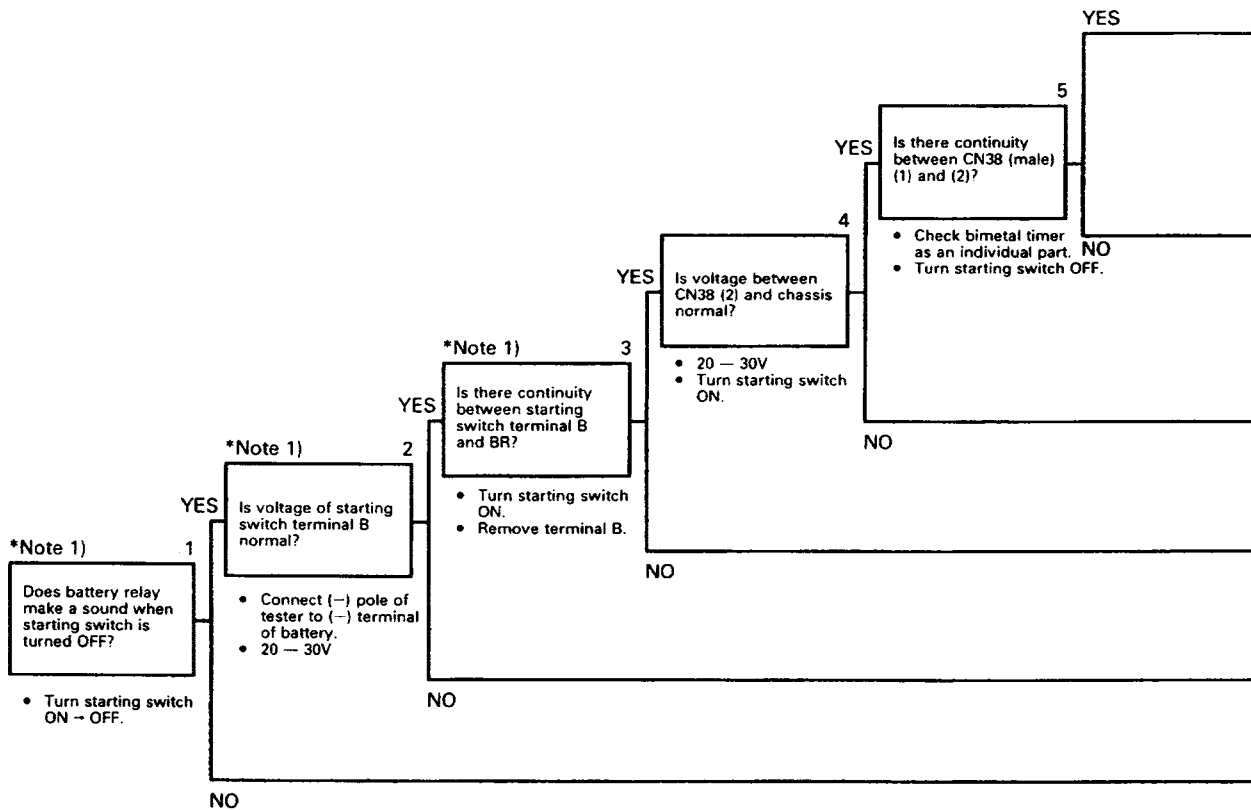 *Note 1)
1
Does battery relay
make a sound when
starting switch is
turned OFF?
• Turn starting switch
ON → OFF.
YES
NO
*Note 1)
2
Is voltage of starting
switch terminal B
normal?
• Connect (−) pole of
tester to (−) terminal
of battery.
• 20 — 30V
YES
NO
*Note 1)
3
Is there continuity
between starting
switch terminal B
and BR?
• Turn starting switch
ON.
• Remove terminal B.
YES
NO
4
Is voltage between
CN38 (2) and chassis
normal?
• 20 — 30V
• Turn starting switch
ON.
YES
NO
5
Is there continuity
between CN38 (male)
(1) and (2)?
• Check bimetal timer
as an individual part.
• Turn starting switch OFF.
YES
NO